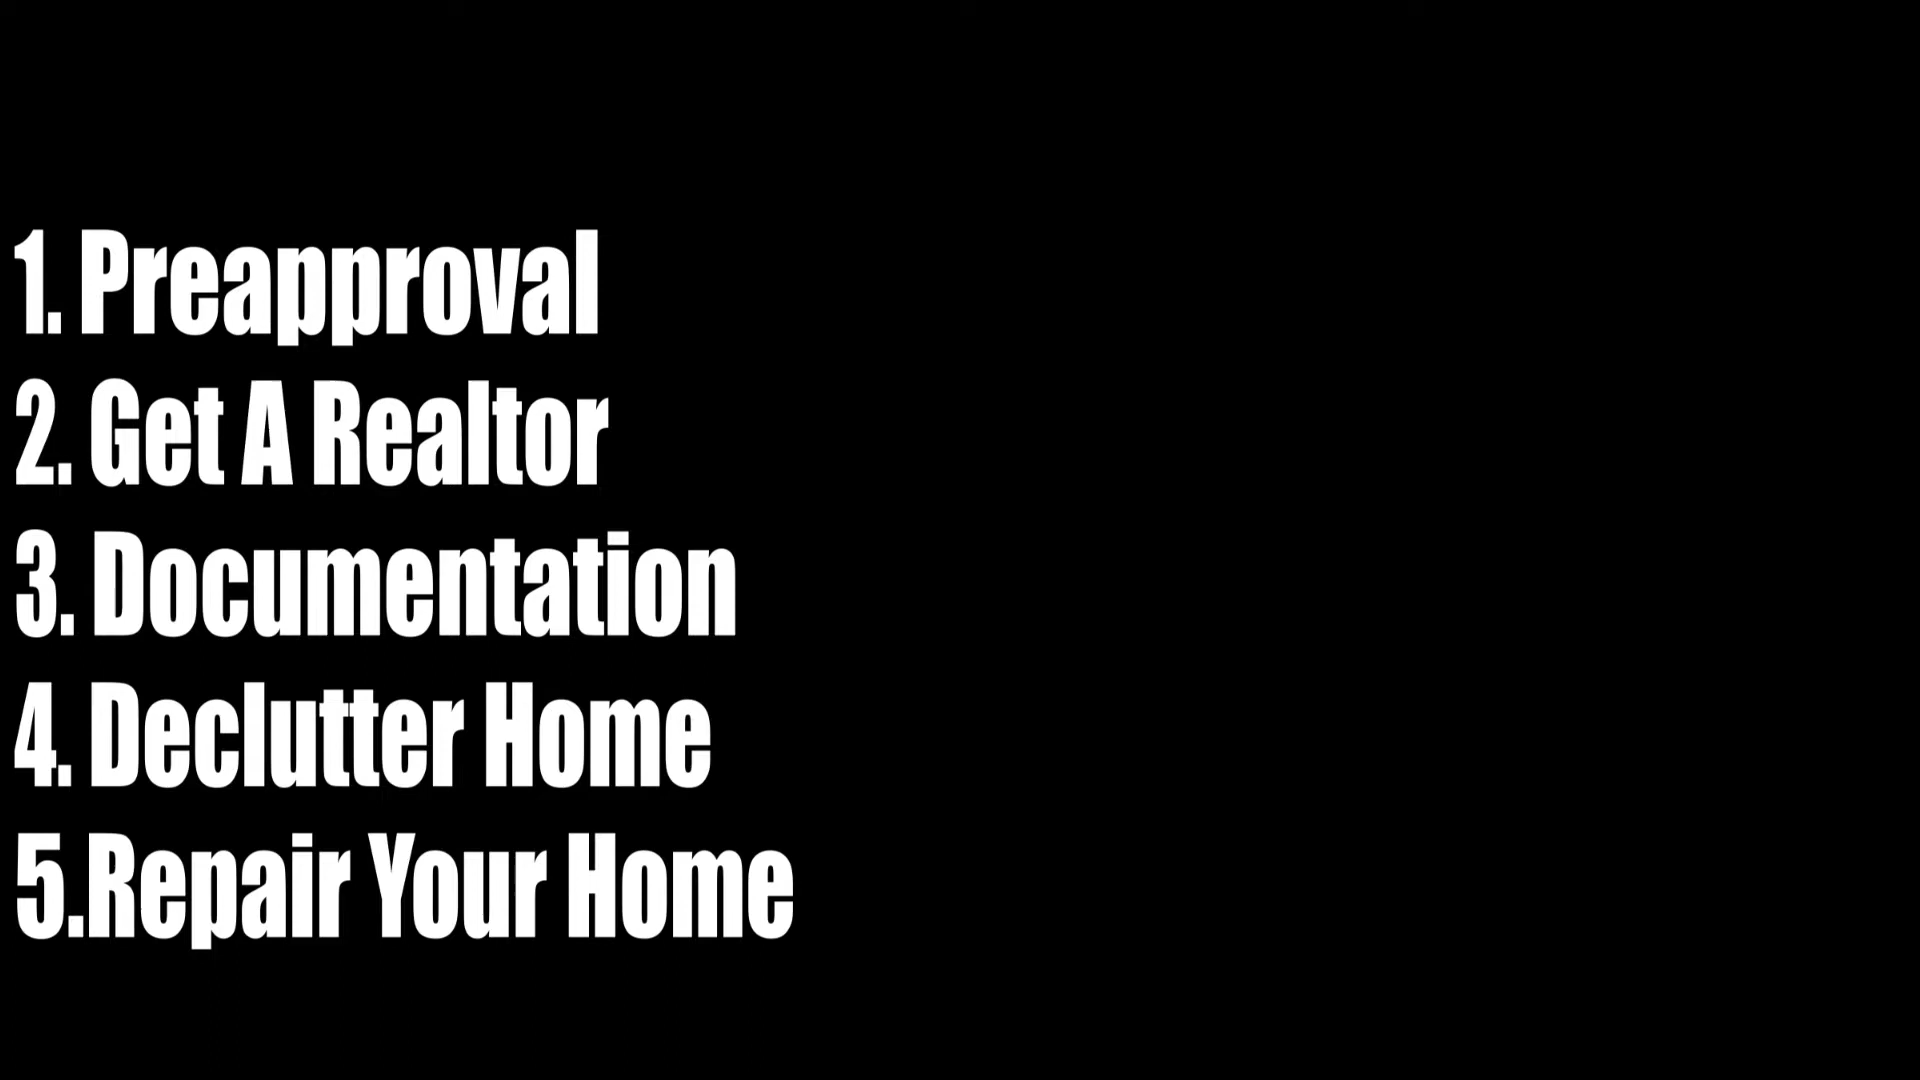 1. Preapproval
2. Get A Realtor
3. Documentation
4. Declutter Home
5.Repair Your Home